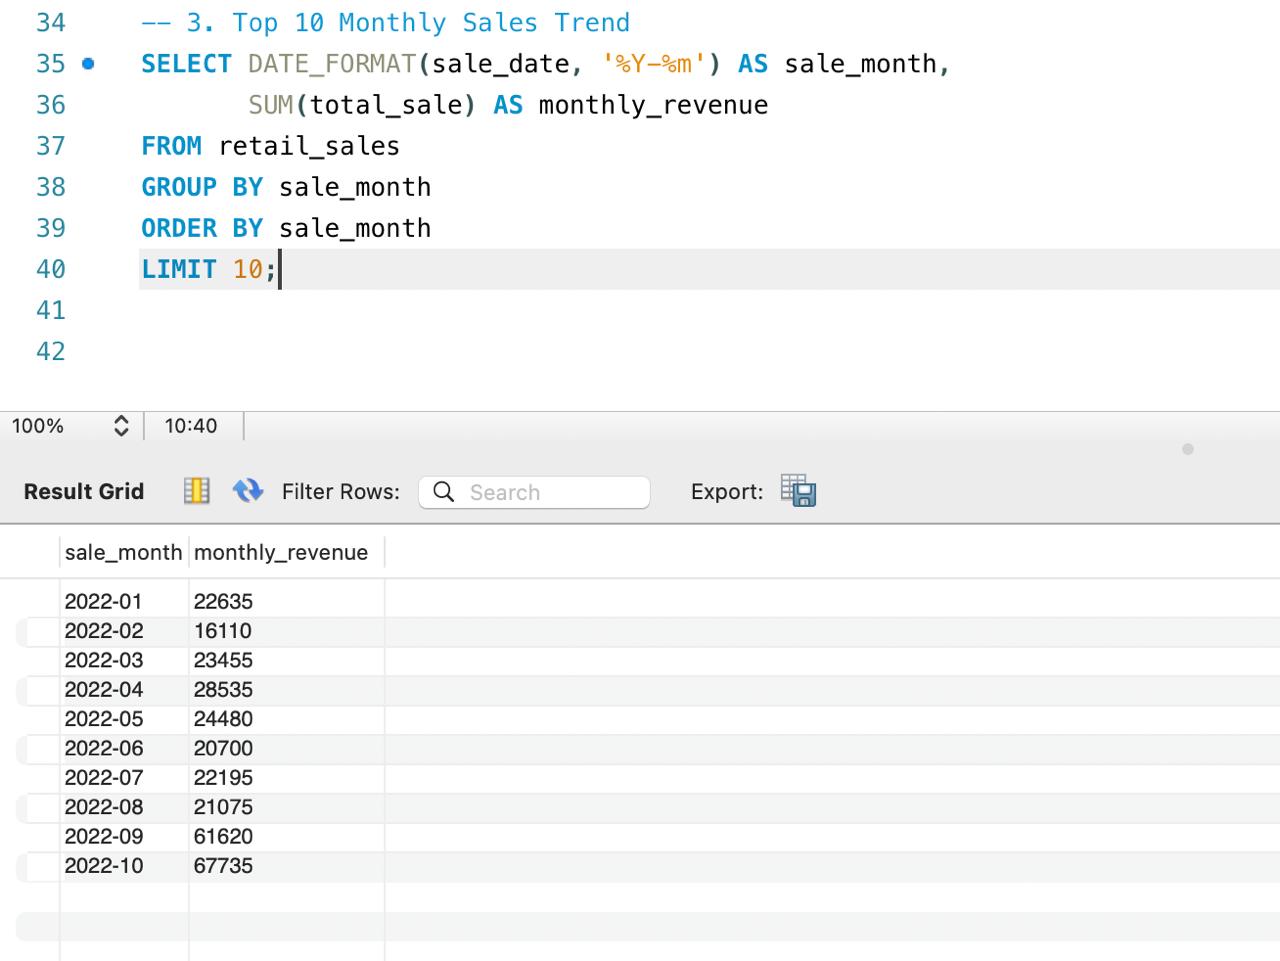 34 -- 3. Top 10 Monthly Sales Trend
35 SELECT DATE_FORMAT(sale_date, '%Y-%m') AS sale_month,
36 SUM(total_sale) AS monthly_revenue
37 FROM retail_sales
38 GROUP BY sale_month
39 ORDER BY sale_month
40 LIMIT 10;
41
42
100% 10:40
Result Grid Filter Rows: Search Export:
sale_month monthly_revenue
2022-01 22635
2022-02 16110
2022-03 23455
2022-04 28535
2022-05 24480
2022-06 20700
2022-07 22195
2022-08 21075
2022-09 61620
2022-10 67735